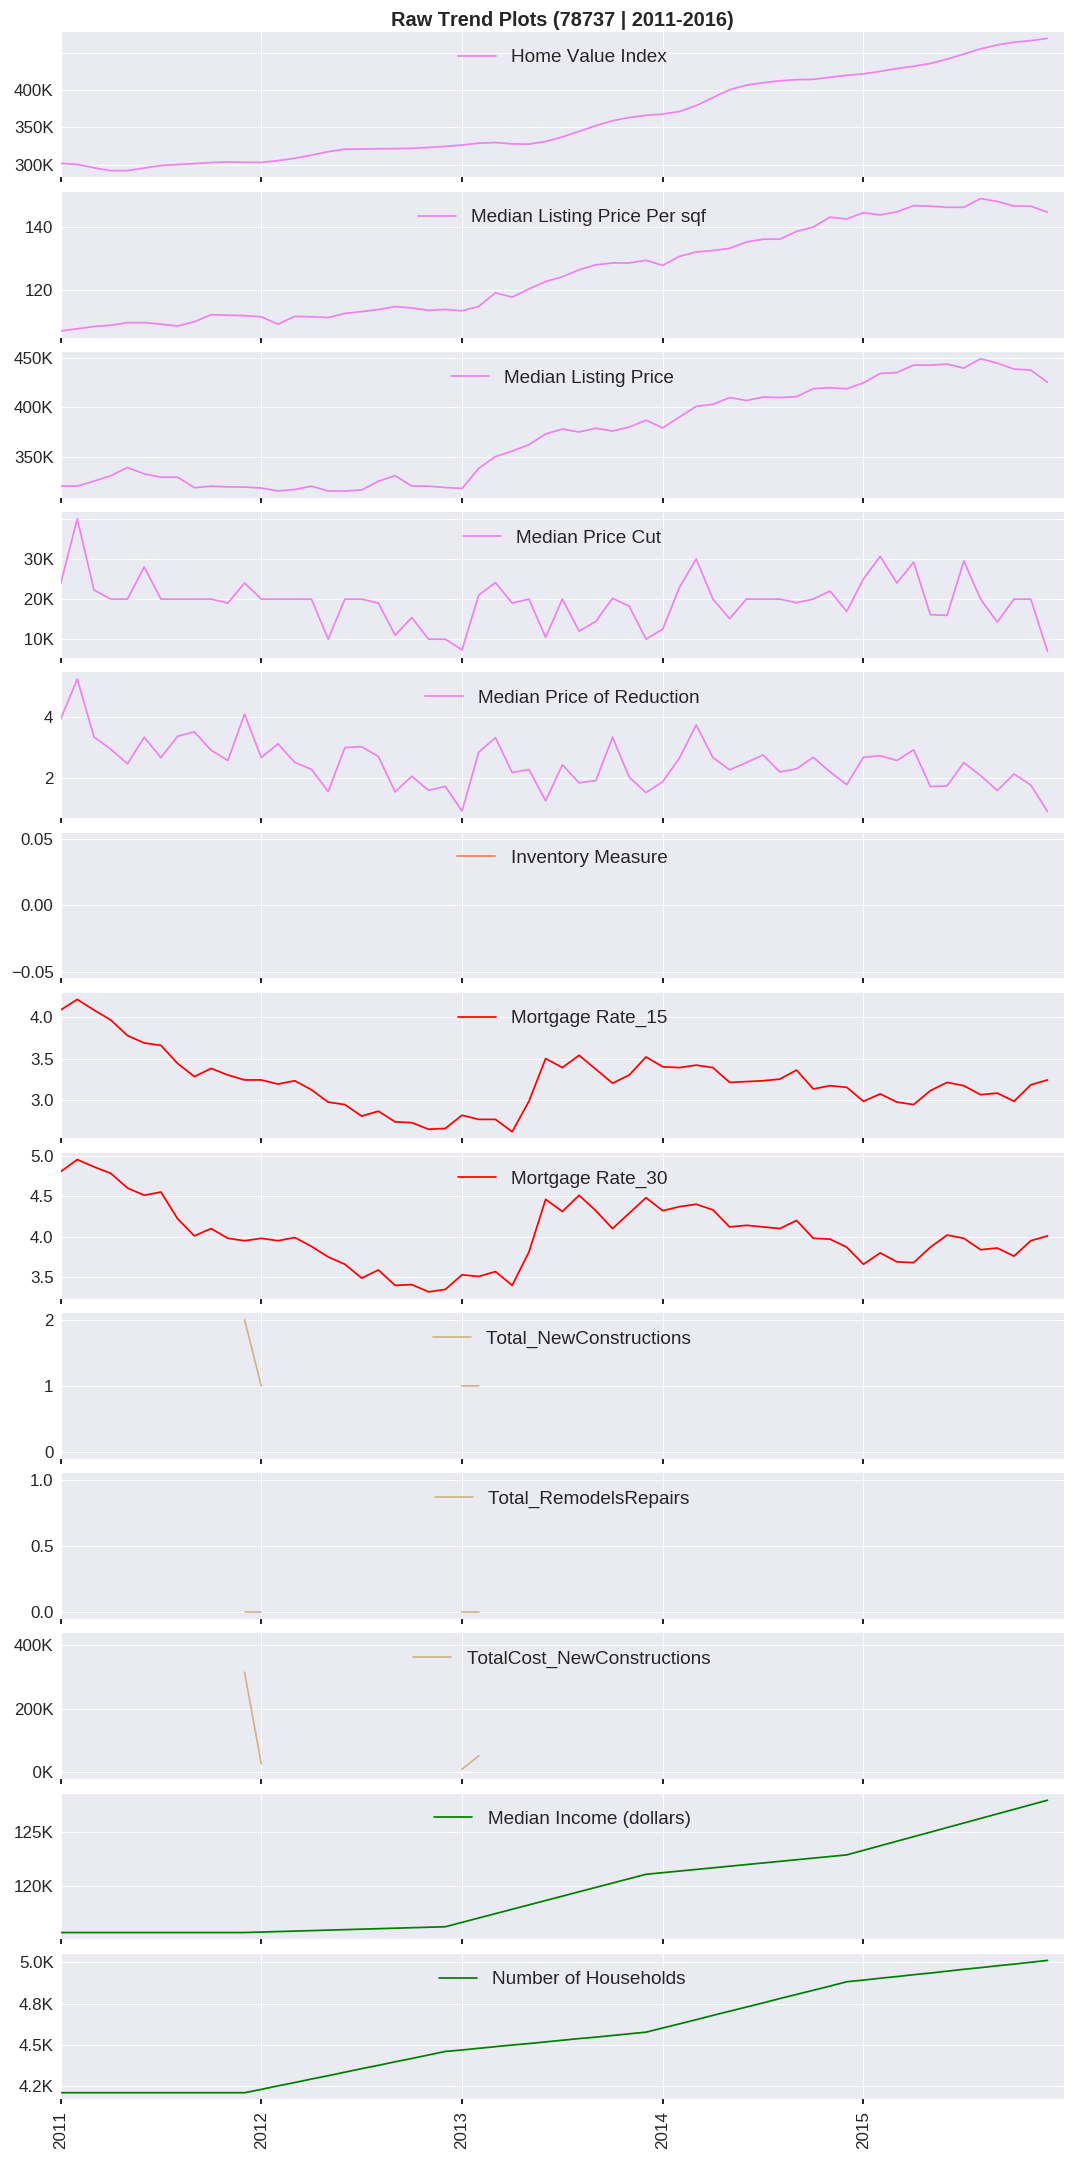 Raw Trend Plots (78737 | 2011-2016)
Home Value Index
400K
350K
300K
Median Listing Price Per sqf
140
120
Median Listing Price
450K
400K
350K
Median Price Cut
30K
20K
10K
Median Price of Reduction
4
2
Inventory Measure
0.05
0.00
−0.05
Mortgage Rate_15
4.0
3.5
3.0
Mortgage Rate_30
5.0
4.5
4.0
3.5
Total_NewConstructions
2
1
0
Total_RemodelsRepairs
1.0
0.5
0.0
TotalCost_NewConstructions
400K
200K
0K
Median Income (dollars)
125K
120K
Number of Households
5.0K
4.8K
4.5K
4.2K
2011
2012
2013
2014
2015